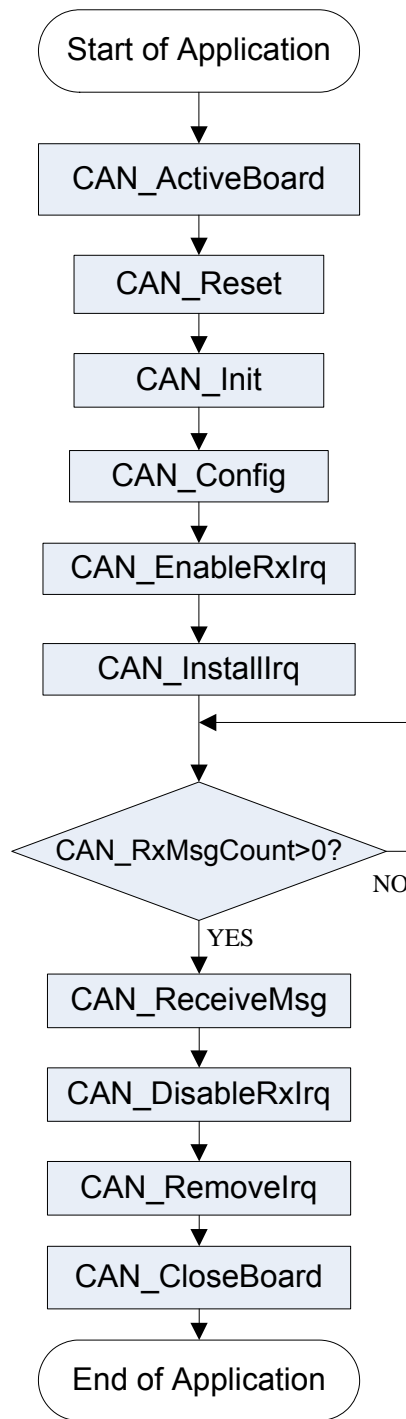 Start of Application
CAN_ActiveBoard
CAN_Reset
CAN_Init
CAN_Config
CAN_EnableRxIrq
CAN_InstallIrq
CAN_RxMsgCount>0?
NO
YES
CAN_ReceiveMsg
CAN_DisableRxIrq
CAN_RemoveIrq
CAN_CloseBoard
End of Application